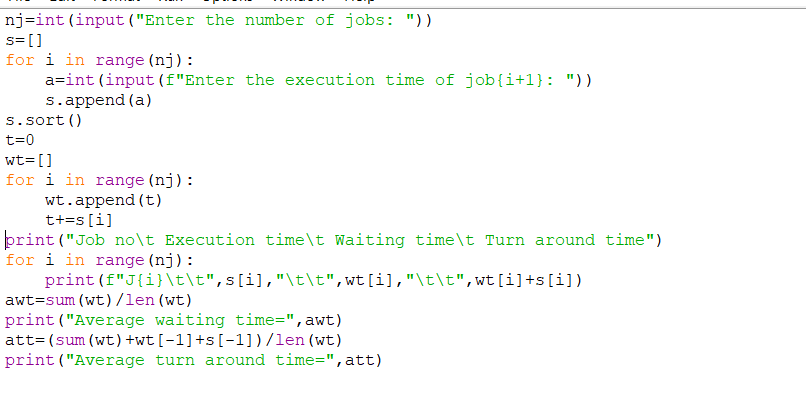 nj=int(input("Enter the number of jobs: "))
s=[]
for i in range(nj):
    a=int(input(f"Enter the execution time of job{i+1}: "))
    s.append(a)
s.sort()
t=0
wt=[]
for i in range(nj):
    wt.append(t)
    t+=s[i]
print("Job no\t Execution time\t Waiting time\t Turn around time")
for i in range(nj):
    print(f"J{i}\t\t",s[i],"\t\t",wt[i],"\t\t",wt[i]+s[i])
awt=sum(wt)/len(wt)
print("Average waiting time=",awt)
att=(sum(wt)+wt[-1]+s[-1])/len(wt)
print("Average turn around time=",att)